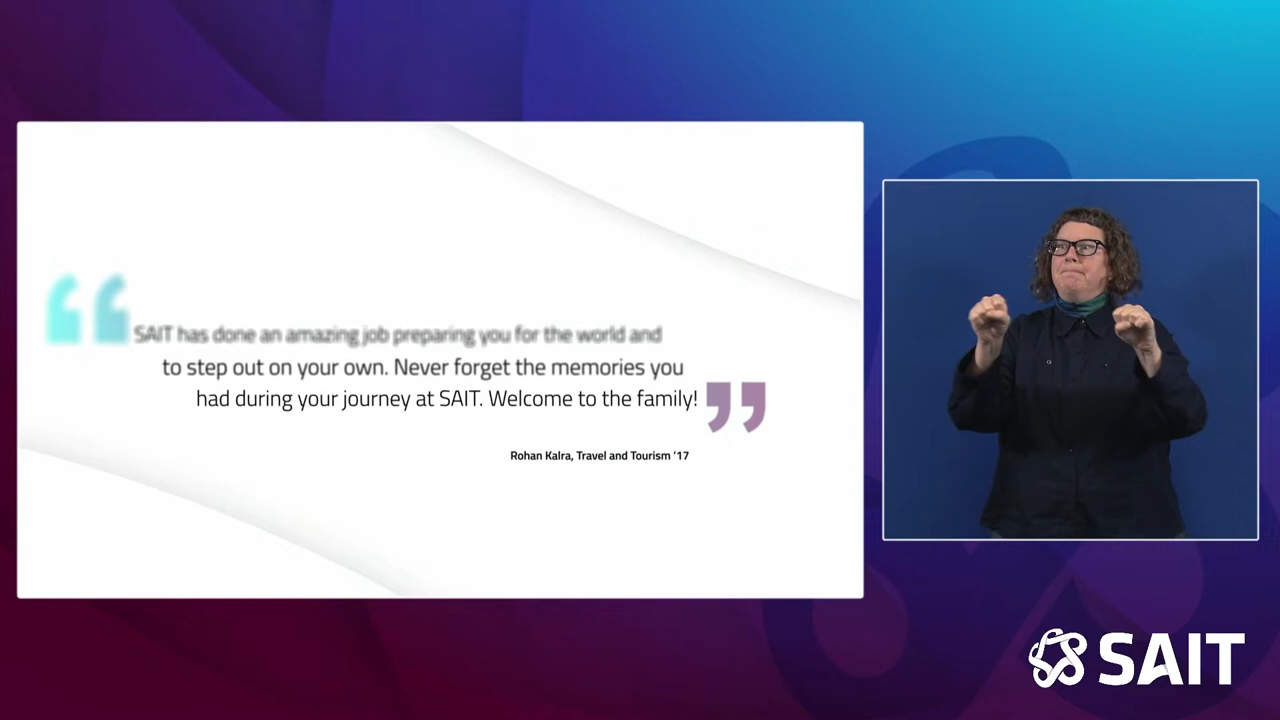 SAIT has done an amazing job preparing you for the world and
to step out on your own. Never forget the memories you
had during your journey at SAIT. Welcome to the family!
Rohan Kalra, Travel and Tourism '17
SAIT